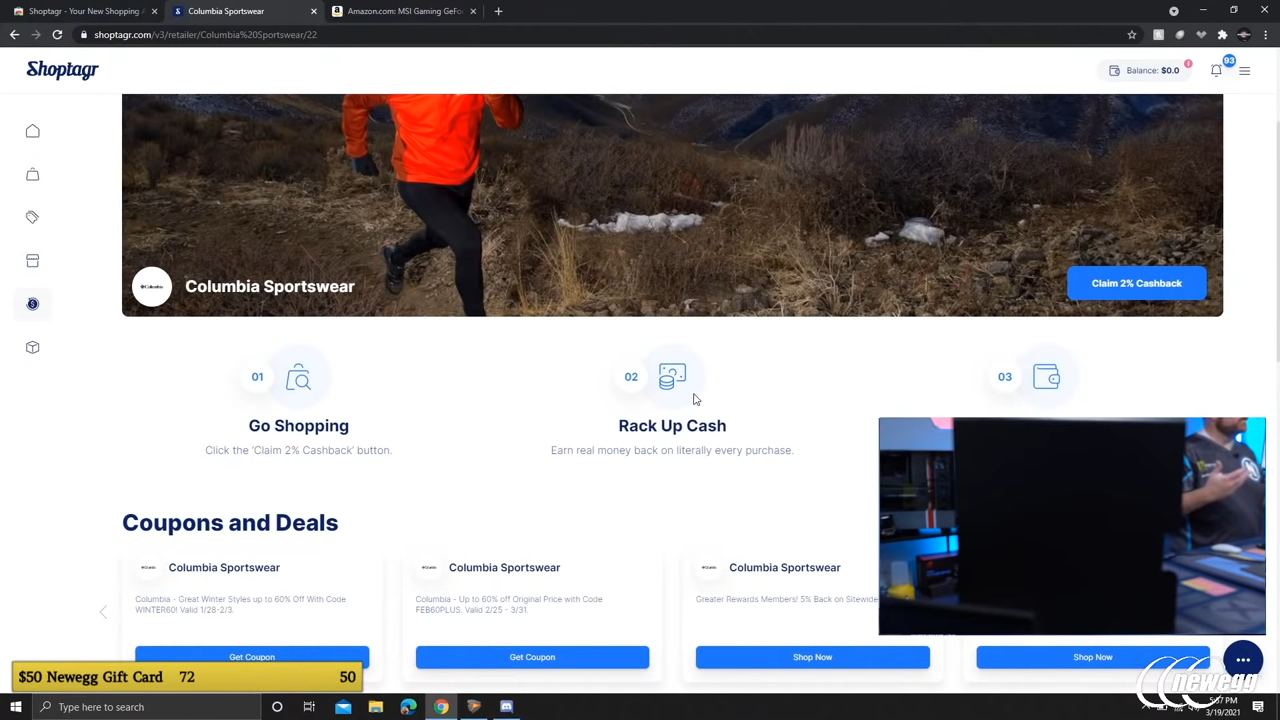 Shoptagr - Your New Shopping A
Columbia Sportswear
Amazon.com: MSI Gaming GeFo
shoptagr.com/v3/retailer/Columbia%20Sportswear/22
Shoptagr
Balance: $0.0
93
Columbia Sportswear
Claim 2% Cashback
01
02
03
Go Shopping
Rack Up Cash
Click the 'Claim 2% Cashback' button.
Earn real money back on literally every purchase.
Coupons and Deals
Columbia Sportswear
Columbia Sportswear
Columbia Sportswear
Columbia - Great Winter Styles up to 60% Off With Code
WINTER60! Valid 1/28-2/3.
Columbia - Up to 60% off Original Price with Code
FEB60PLUS. Valid 2/25 - 3/31.
Greater Rewards Members! 5% Back on Sitewide
Get Coupon
Get Coupon
Shop Now
Shop Now
$50 Newegg Gift Card 72 50
newegg
Type here to search
5:37 PM
3/19/2021